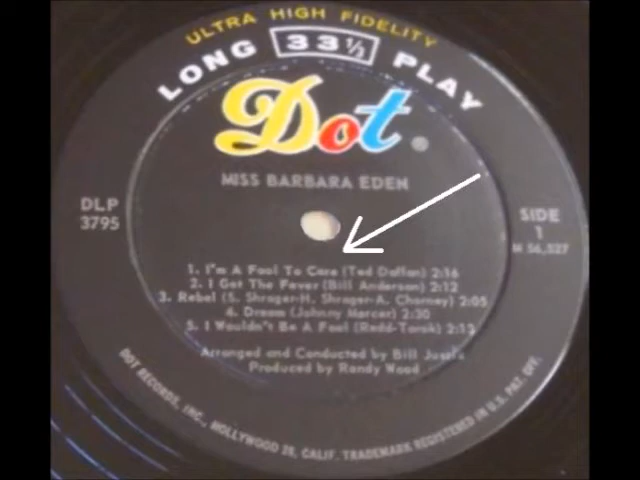 ULTRA HIGH FIDELITY
LONG 33⅓ PLAY
Dot®
MISS BARBARA EDEN
DLP
3795
SIDE
1
M 56,527
1. I'm A Fool To Care (Ted Daffan) 2:16
2. I Got The Fever (Bill Anderson) 2:12
3. Rebel (S. Shrager-H. Shrager-A. Charney) 2:05
4. Dream (Johnny Mercer) 2:30
5. I Wouldn't Be A Fool (Redd-Tarok)
Arranged and Conducted by Bill Justis
Produced by Randy Wood
DOT RECORDS, INC., HOLLYWOOD 28, CALIF. TRADEMARK REGISTERED IN U.S. PAT. OFF.